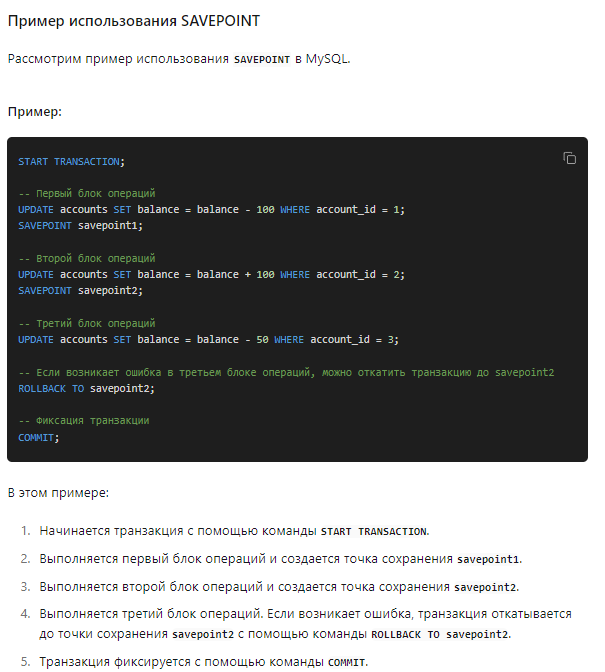 Пример использования SAVEPOINT
Рассмотрим пример использования SAVEPOINT в MySQL.
Пример:
START TRANSACTION;
-- Первый блок операций
UPDATE accounts SET balance = balance - 100 WHERE account_id = 1;
SAVEPOINT savepoint1;
-- Второй блок операций
UPDATE accounts SET balance = balance + 100 WHERE account_id = 2;
SAVEPOINT savepoint2;
-- Третий блок операций
UPDATE accounts SET balance = balance - 50 WHERE account_id = 3;
-- Если возникает ошибка в третьем блоке операций, можно откатить транзакцию до savepoint2
ROLLBACK TO savepoint2;
-- Фиксация транзакции
COMMIT;
В этом примере:
1. Начинается транзакция с помощью команды START TRANSACTION.
2. Выполняется первый блок операций и создается точка сохранения savepoint1.
3. Выполняется второй блок операций и создается точка сохранения savepoint2.
4. Выполняется третий блок операций. Если возникает ошибка, транзакция откатывается
до точки сохранения savepoint2 с помощью команды ROLLBACK TO savepoint2.
5. Транзакция фиксируется с помощью команды COMMIT.